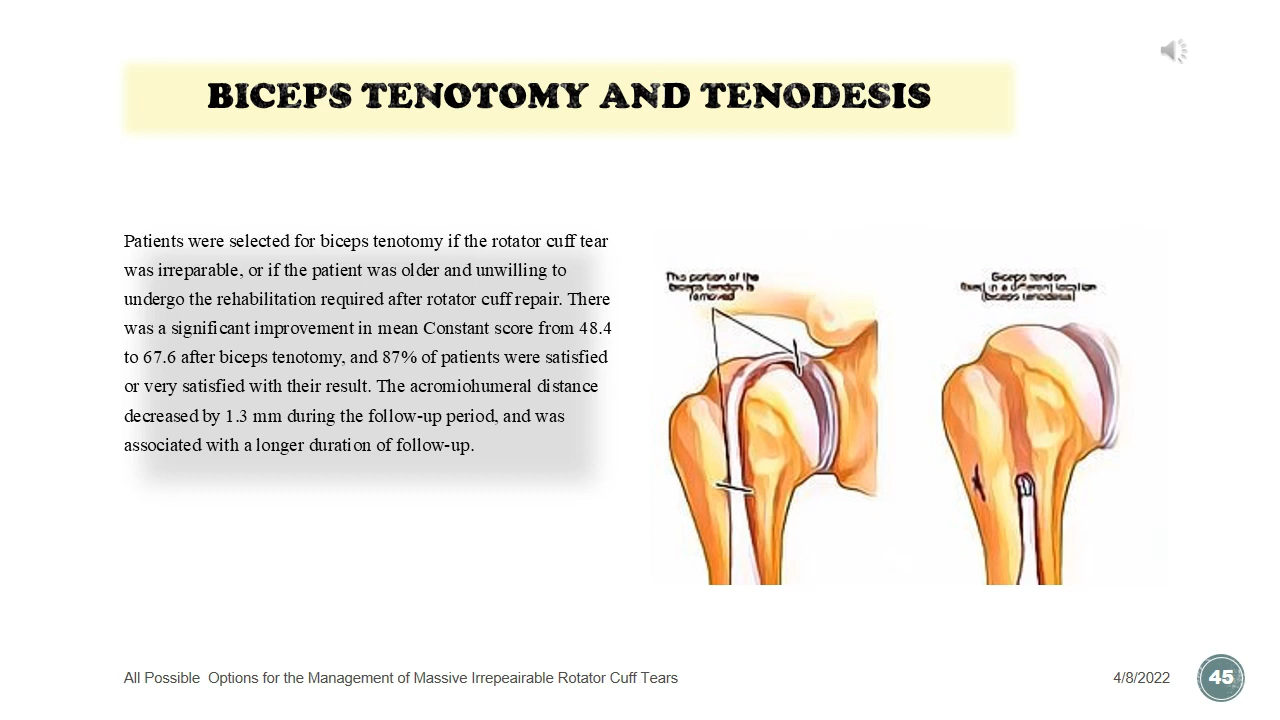 BICEPS TENOTOMY AND TENODESIS
Patients were selected for biceps tenotomy if the rotator cuff tear
was irreparable, or if the patient was older and unwilling to
undergo the rehabilitation required after rotator cuff repair. There
was a significant improvement in mean Constant score from 48.4
to 67.6 after biceps tenotomy, and 87% of patients were satisfied
or very satisfied with their result. The acromiohumeral distance
decreased by 1.3 mm during the follow-up period, and was
associated with a longer duration of follow-up.
This portion of the
biceps tendon is
removed
Biceps tendon
fixed in a different location
(biceps tenodesis)
All Possible Options for the Management of Massive Irrepeairable Rotator Cuff Tears
4/8/2022
45